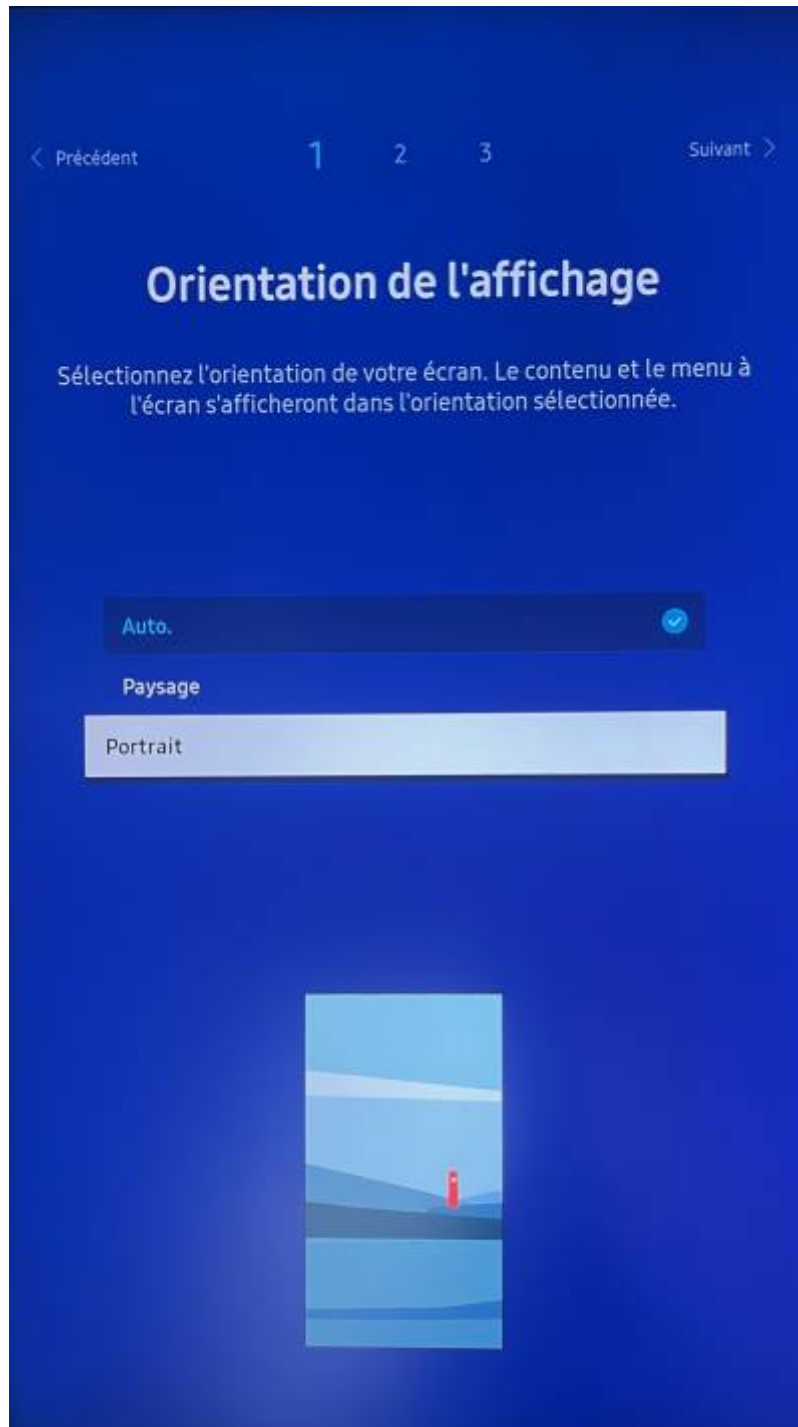 Précédent 1 2 3 Suivant
Orientation de l'affichage
Sélectionnez l'orientation de votre écran. Le contenu et le menu à
l'écran s'afficheront dans l'orientation sélectionnée.
Auto.
Paysage
Portrait